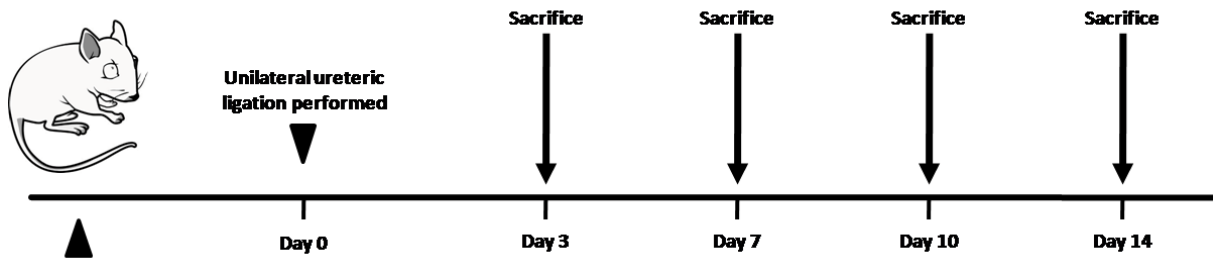 Sacrifice
Sacrifice
Sacrifice
Sacrifice
Unilateral ureteric
ligation performed
Day 0
Day 3
Day 7
Day 10
Day 14